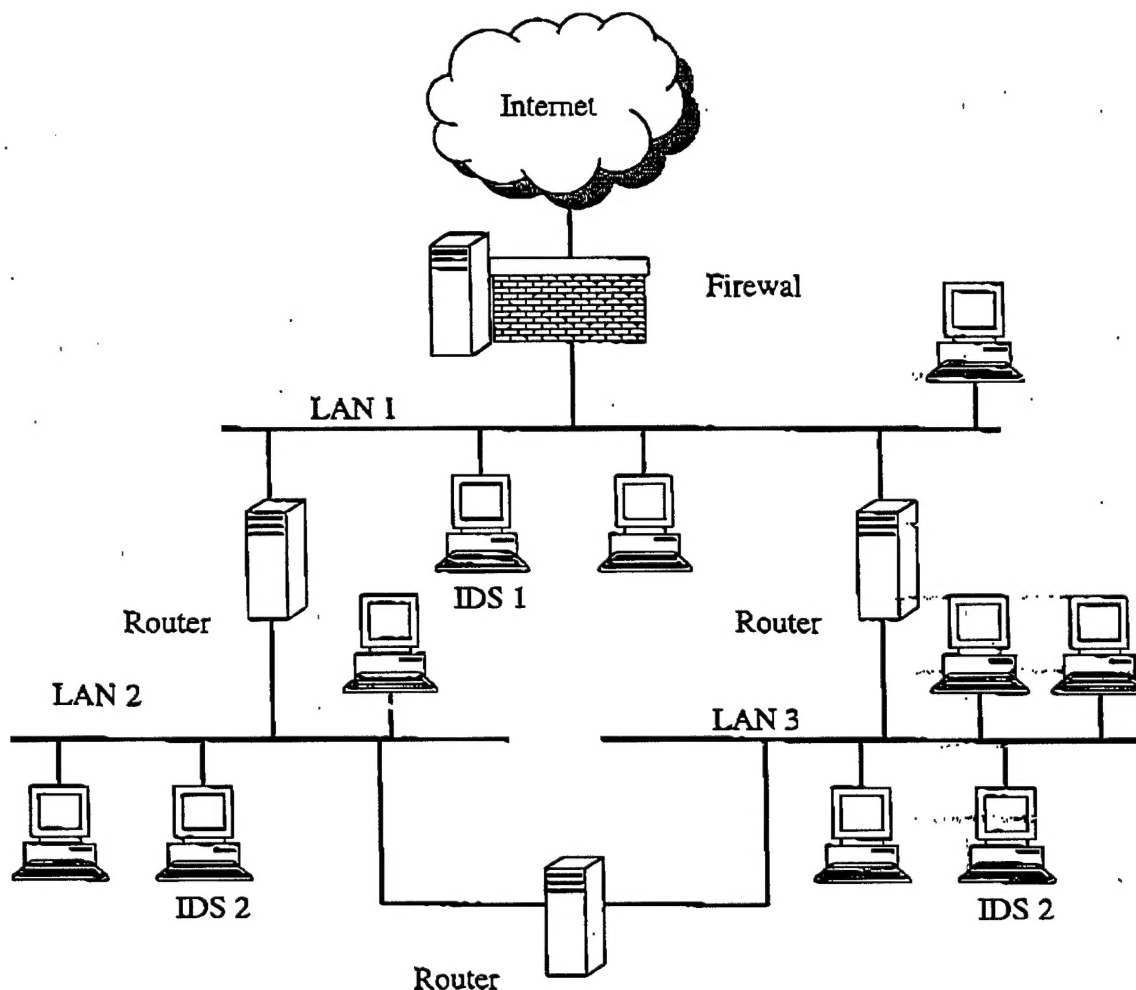 Internet
Firewal
LAN 1
IDS 1
Router
Router
LAN 2
LAN 3
IDS 2
IDS 2
Router